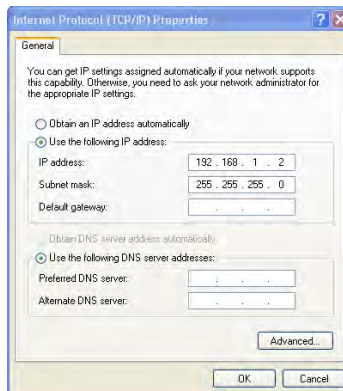 Internet Protocol (TCP/IP) Properties
General
You can get IP settings assigned automatically if your network supports
this capability. Otherwise, you need to ask your network administrator for
the appropriate IP settings.
Obtain an IP address automatically
Use the following IP address:
IP address: 192 . 168 . 1 . 2
Subnet mask: 255 . 255 . 255 . 0
Default gateway: . . .
Obtain DNS server address automatically
Use the following DNS server addresses:
Preferred DNS server: . . .
Alternate DNS server: . . .
Advanced...
OK Cancel